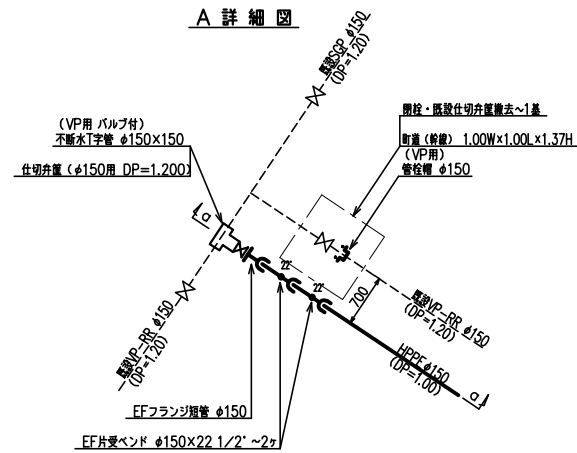 A 詳 細 図
既設SGP φ150
(DP=1.20)
閉栓・既設仕切弁筐撤去~1基
町道（幹線） 1.00W×1.00L×1.37H
(VP用)
管栓帽 φ150
(VP用 バルブ付)
不断水T字管 φ150×150
仕切弁筐（φ150用 DP=1.200）
a
22°
22°
700
既設VP-RR φ150
(DP=1.20)
既設VP-RR φ150
(DP=1.20)
HPPE φ150
(DP=1.00)
a
EFフランジ短管 φ150
EF片受ベンド φ150×22 1/2° ~2ヶ